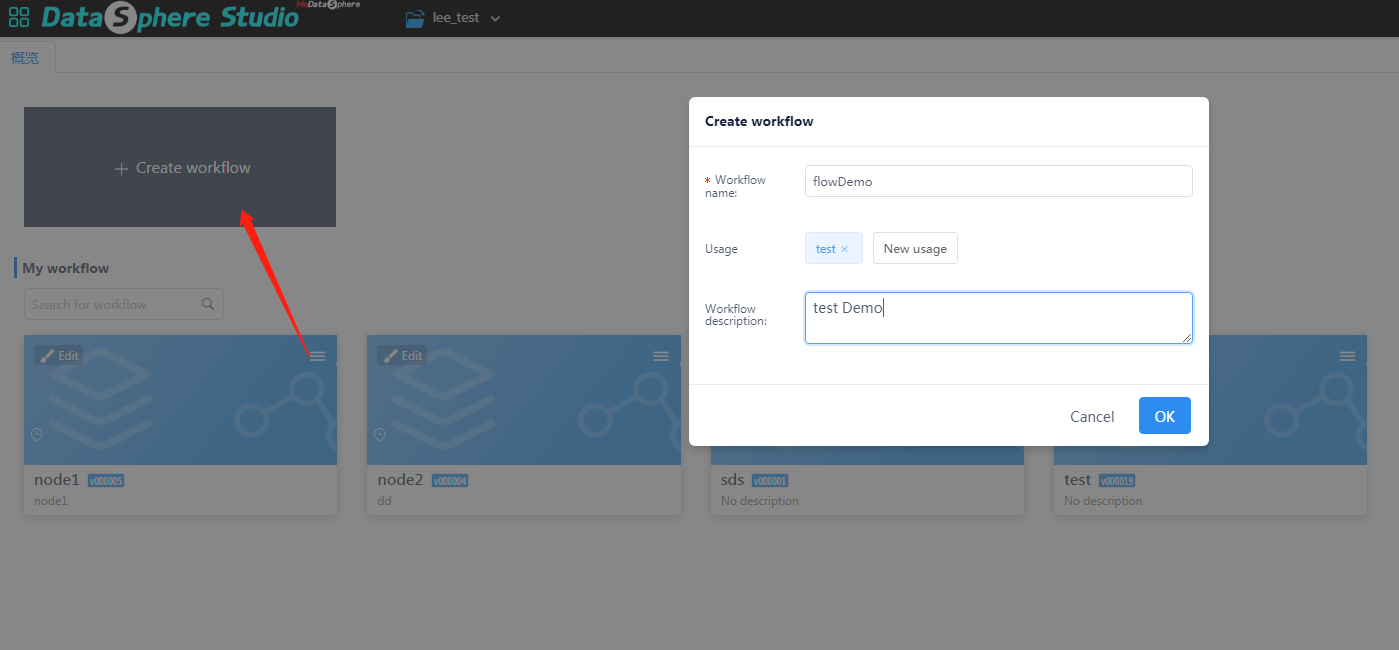 DataSphere Studio
WeDataSphere
lee_test
概览
+ Create workflow
My workflow
Search for workflow
Edit
Edit
node1 v000005
node1
node2 v000004
dd
sds v000001
No description
test v000019
No description
Create workflow
* Workflow
name:
flowDemo
Usage
test ×
New usage
Workflow
description:
test Demo
Cancel
OK